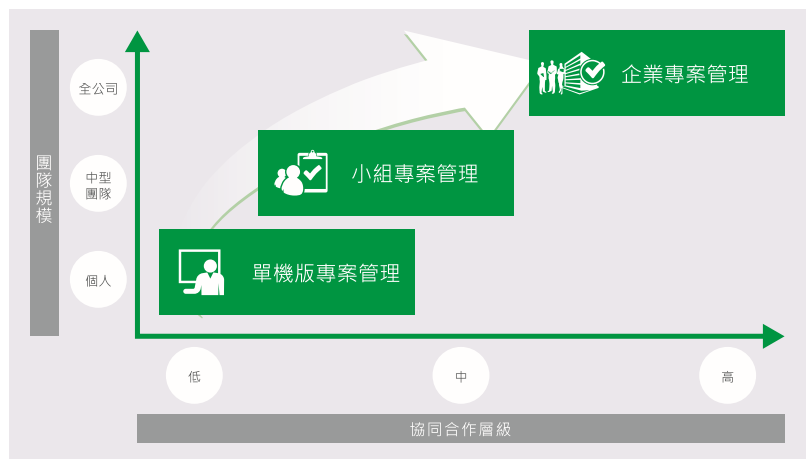 全公司
企業專案管理
團隊規模
中型
團隊
小組專案管理
個人
單機版專案管理
低
中
高
協同合作層級